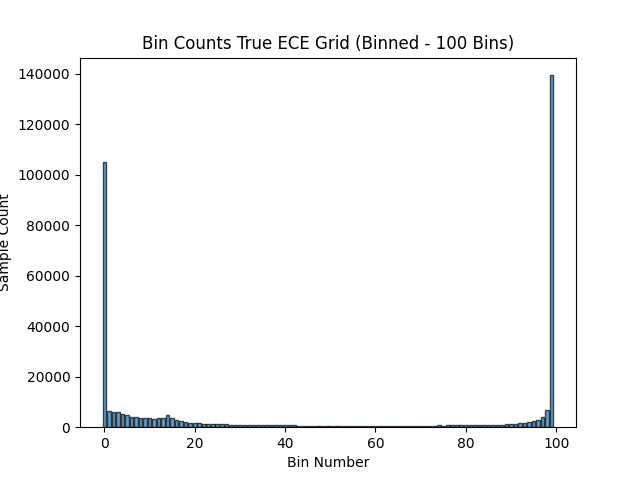 Bin Counts True ECE Grid (Binned - 100 Bins)
140000
120000
100000
80000
60000
40000
20000
0
Sample Count
0 20 40 60 80 100
Bin Number